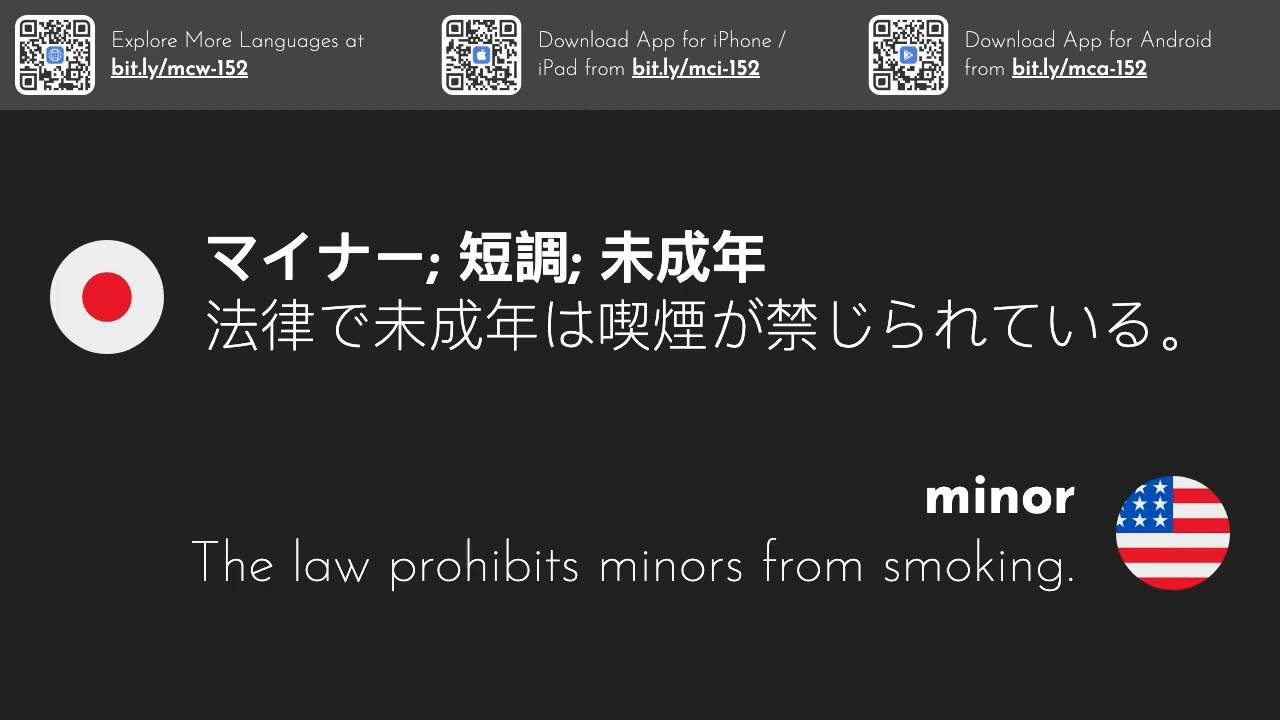 Explore More Languages at
bit.ly/mcw-152
Download App for iPhone /
iPad from bit.ly/mci-152
Download App for Android
from bit.ly/mca-152
マイナー; 短調; 未成年
法律で未成年は喫煙が禁じられている。
minor
The law prohibits minors from smoking.